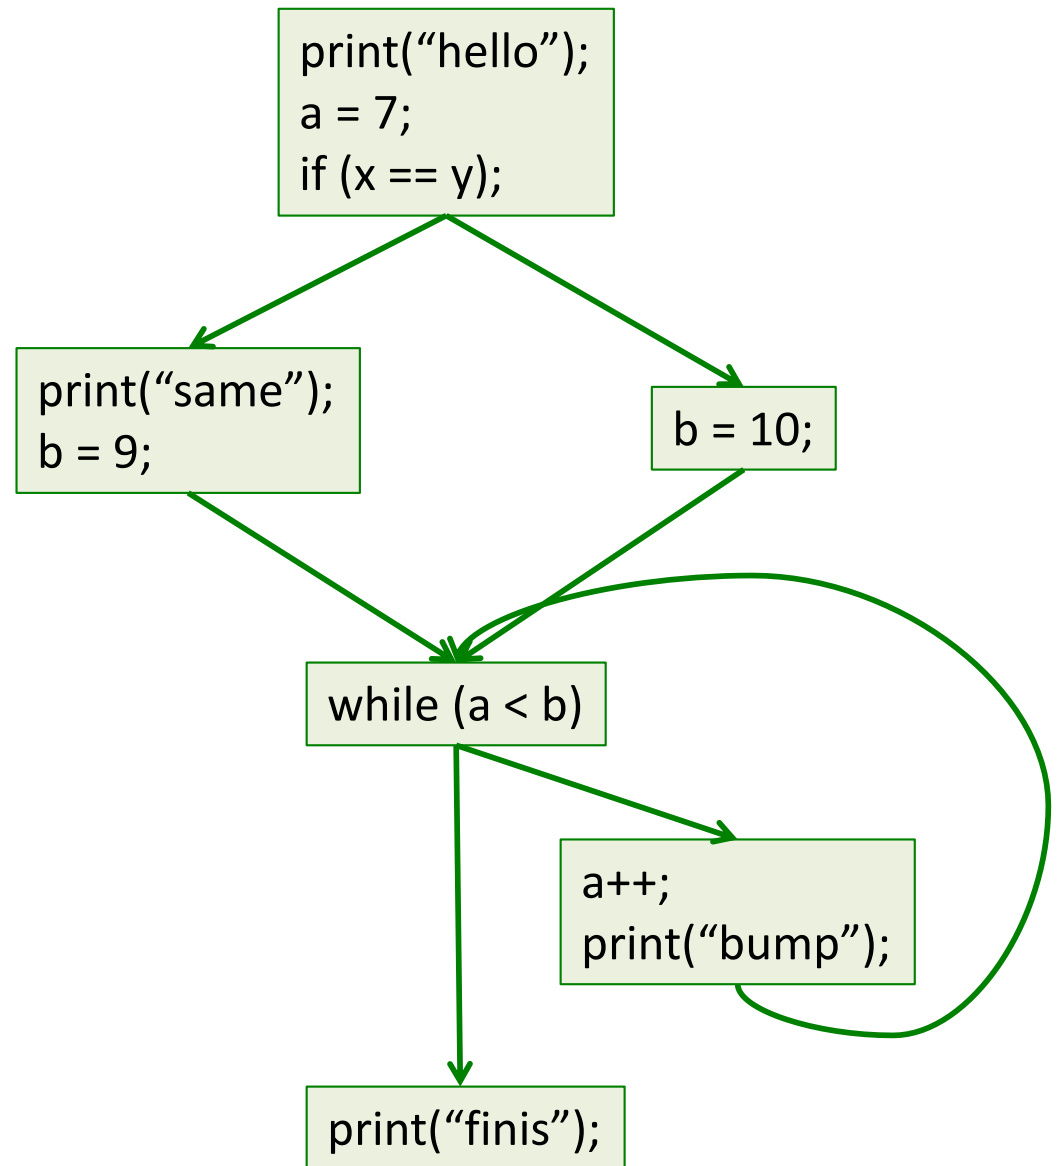 print(“hello”);
a = 7;
if (x == y);
print(“same”);
b = 9;
b = 10;
while (a < b)
a++;
print(“bump”);
print(“finis”);